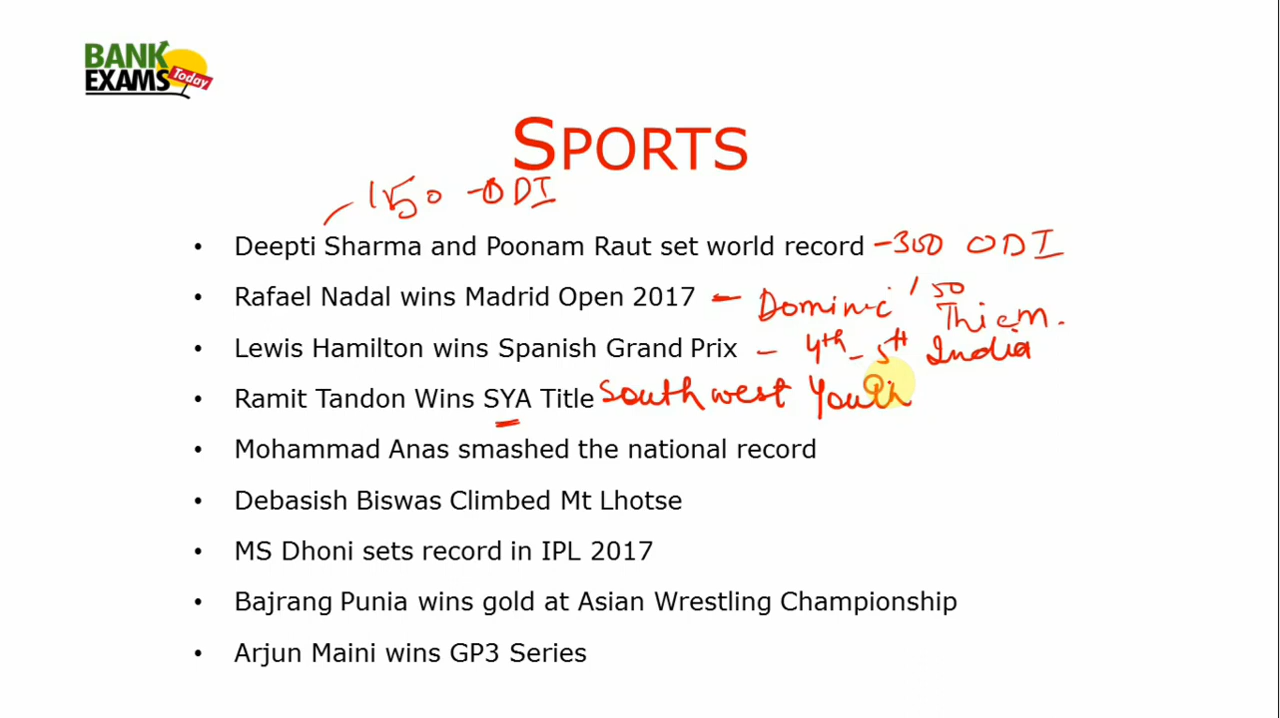 BANK
EXAMS Today
SPORTS
150 - ODI
• Deepti Sharma and Poonam Raut set world record - 300 ODI
• Rafael Nadal wins Madrid Open 2017 - Dominic Thiem.
150
• Lewis Hamilton wins Spanish Grand Prix - 4th - 5th India
• Ramit Tandon Wins SYA Title Southwest Youth
• Mohammad Anas smashed the national record
• Debasish Biswas Climbed Mt Lhotse
• MS Dhoni sets record in IPL 2017
• Bajrang Punia wins gold at Asian Wrestling Championship
• Arjun Maini wins GP3 Series